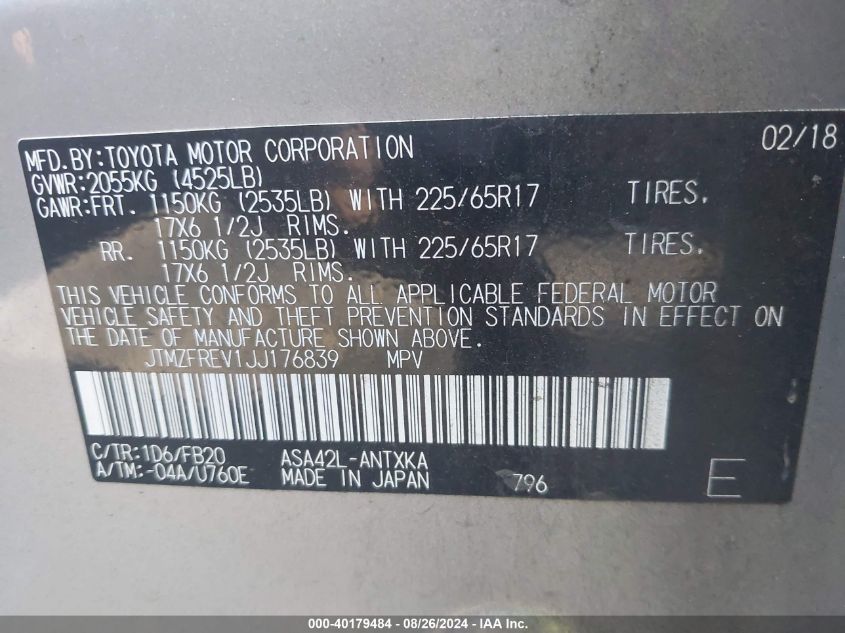 MFD.BY:TOYOTA MOTOR CORPORATION 02/18
GVWR:2055KG (4525LB)
GAWR:FRT. 1150KG (2535LB) WITH 225/65R17 TIRES.
17X6 1/2J RIMS.
RR. 1150KG (2535LB) WITH 225/65R17 TIRES.
17X6 1/2J RIMS.
THIS VEHICLE CONFORMS TO ALL APPLICABLE FEDERAL MOTOR
VEHICLE SAFETY AND THEFT PREVENTION STANDARDS IN EFFECT ON
THE DATE OF MANUFACTURE SHOWN ABOVE.
JTMZFREV1JJ176839 MPV
C/TR:1D6/FB20 ASA42L-ANTXKA
A/TM:-04A/U760E MADE IN JAPAN 796 E
000-40179484 - 08/26/2024 - IAA Inc.